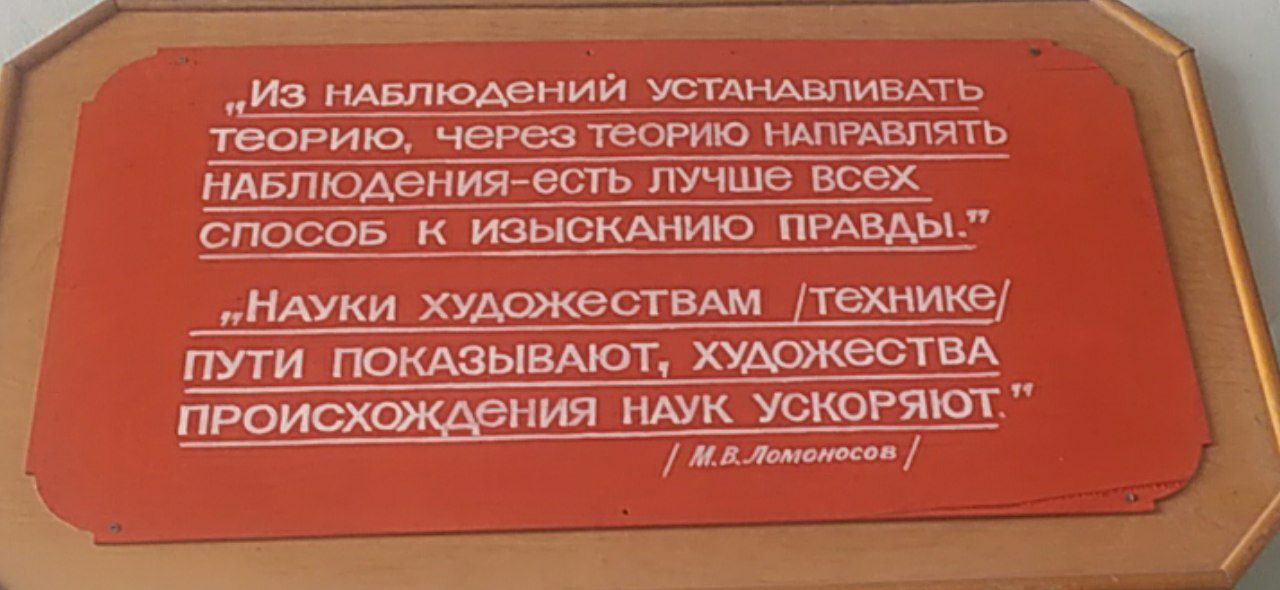 „Из наблюдений устанавливать
теорию, через теорию направлять
наблюдения-есть лучше всех
способ к изысканию правды."
„Науки художествам /технике/
пути показывают, художества
происхождения наук ускоряют."
/ М.В.Ломоносов /